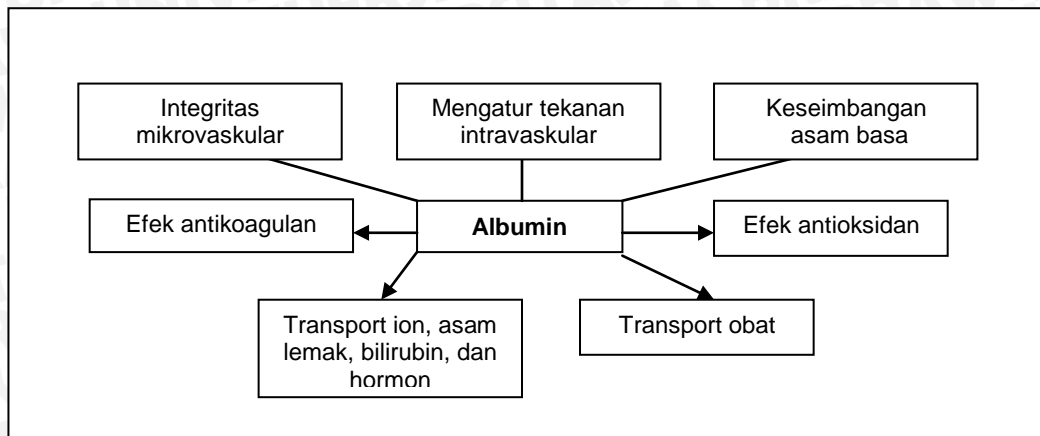 Integritas
mikrovaskular
Mengatur tekanan
intravaskular
Keseimbangan
asam basa
Efek antikoagulan
Albumin
Efek antioksidan
Transport ion, asam
lemak, bilirubin, dan
hormon
Transport obat